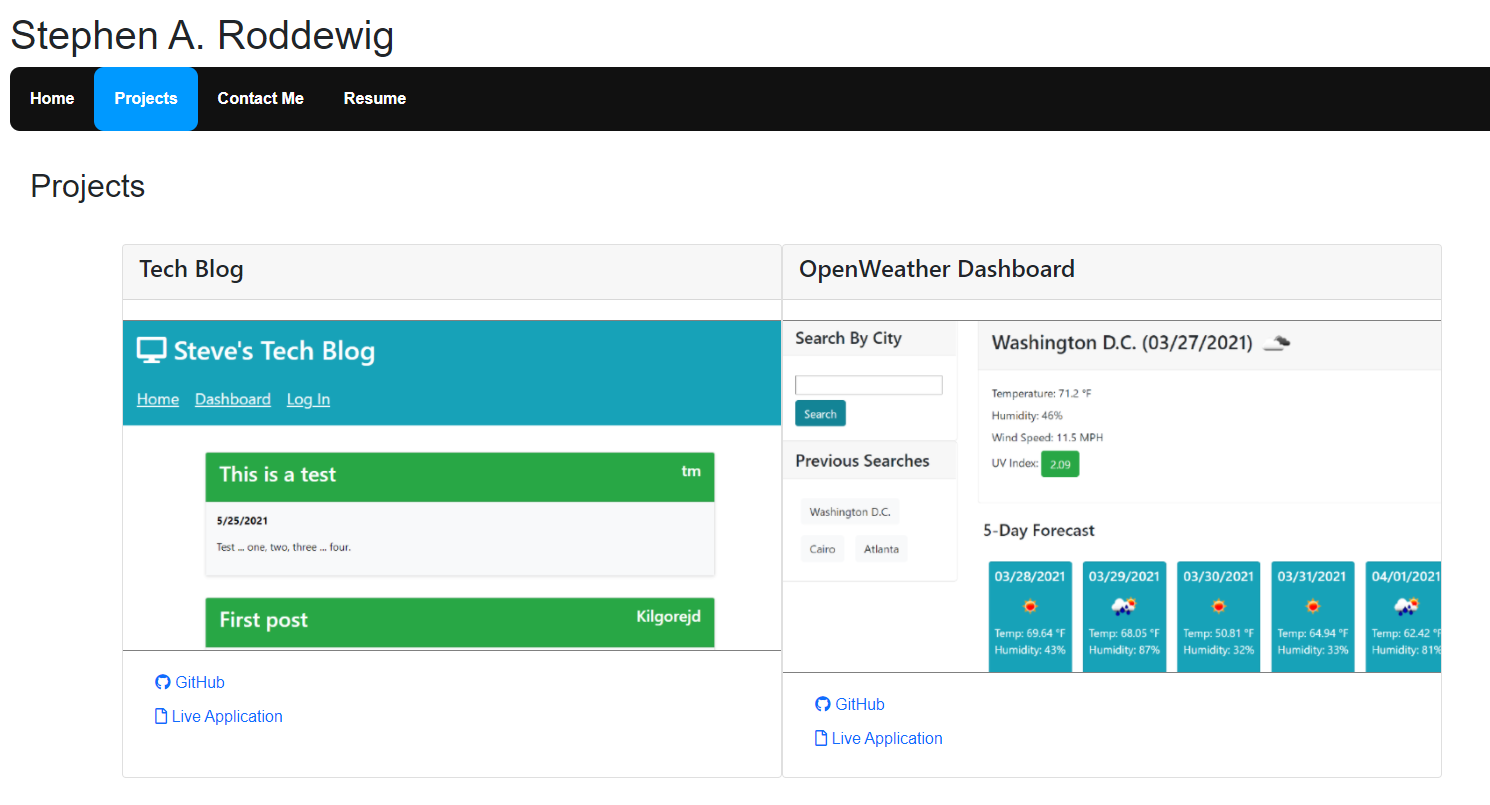 Stephen A. Roddewig
Home Projects Contact Me Resume
Projects
Tech Blog
Steve's Tech Blog
Home Dashboard Log In
This is a test tm
5/25/2021
Test ... one, two, three ... four.
First post Kilgorejd
GitHub
Live Application
OpenWeather Dashboard
Search By City
Search
Previous Searches
Washington D.C.
Cairo Atlanta
Washington D.C. (03/27/2021)
Temperature: 71.2 °F
Humidity: 46%
Wind Speed: 11.5 MPH
UV Index: 2.09
5-Day Forecast
03/28/2021 03/29/2021 03/30/2021 03/31/2021 04/01/2021
Temp: 69.64 °F Temp: 68.05 °F Temp: 50.81 °F Temp: 64.94 °F Temp: 62.42 °F
Humidity: 43% Humidity: 87% Humidity: 32% Humidity: 33% Humidity: 81%
GitHub
Live Application